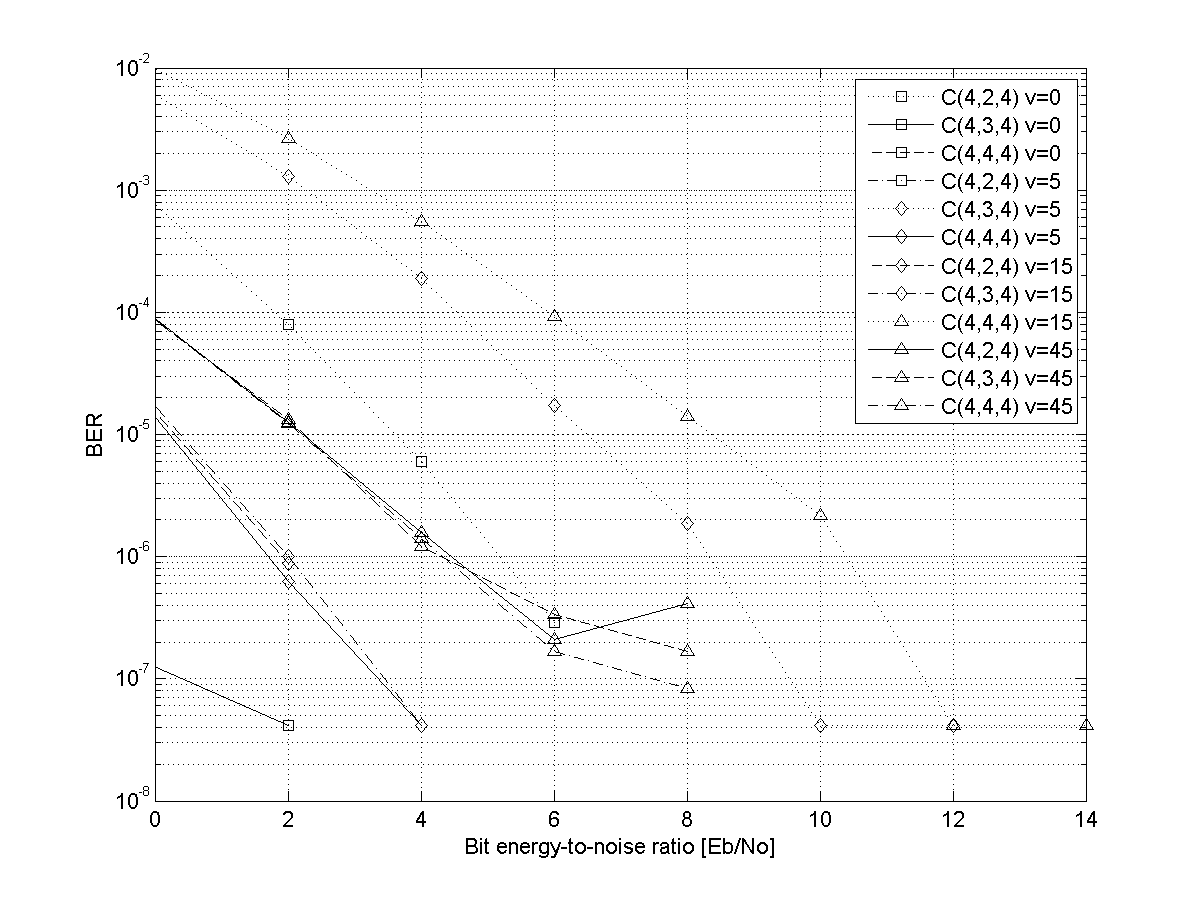 10-2
10-3
10-4
10-5
10-6
10-7
10-8
BER
0 2 4 6 8 10 12 14
Bit energy-to-noise ratio [Eb/No]
C(4,2,4) v=0
C(4,3,4) v=0
C(4,4,4) v=0
C(4,2,4) v=5
C(4,3,4) v=5
C(4,4,4) v=5
C(4,2,4) v=15
C(4,3,4) v=15
C(4,4,4) v=15
C(4,2,4) v=45
C(4,3,4) v=45
C(4,4,4) v=45